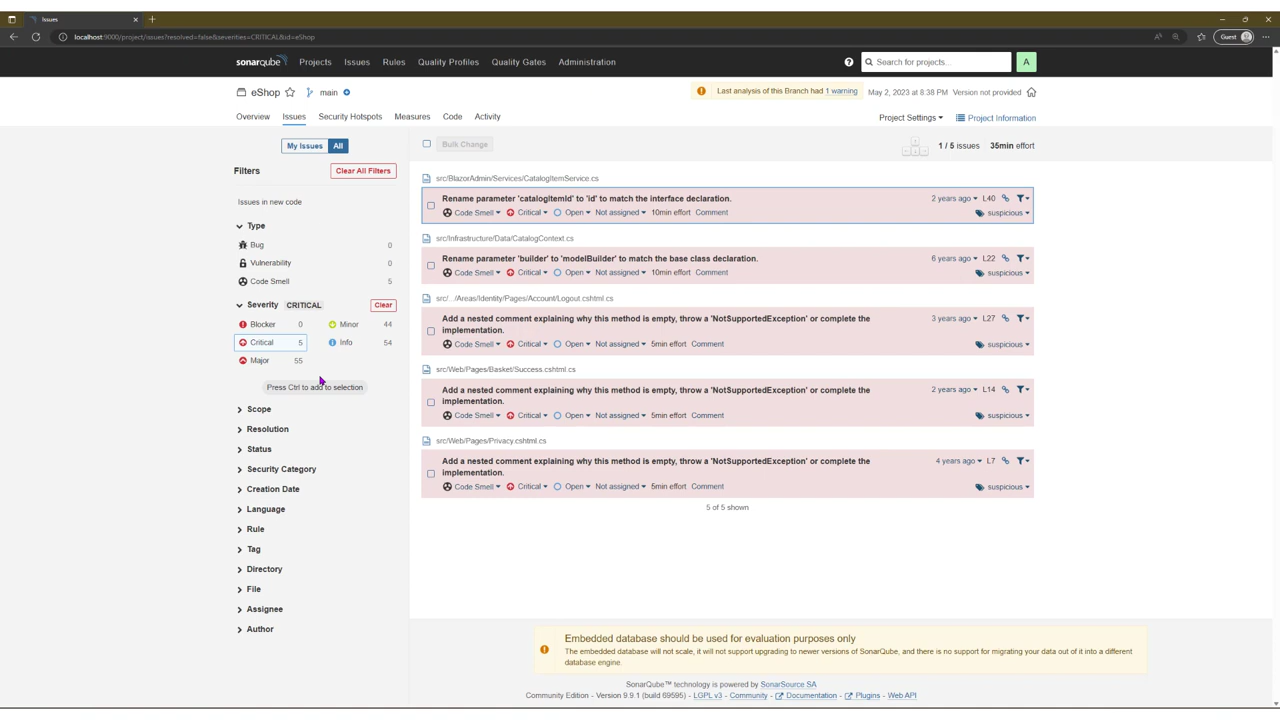 Issues
localhost:9000/project/issues?resolved=false&severities=CRITICAL&id=eShop
Guest
sonarqube Projects Issues Rules Quality Profiles Quality Gates Administration
Search for projects...
A
eShop main
Last analysis of this Branch had 1 warning May 2, 2023 at 8:38 PM Version not provided
Overview Issues Security Hotspots Measures Code Activity
Project Settings Project Information
My Issues All
Bulk Change
1 / 5 issues 35min effort
Filters
Clear All Filters
Issues in new code
Type
Bug 0
Vulnerability 0
Code Smell 5
Severity CRITICAL Clear
Blocker 0 Minor 44
Critical 5 Info 54
Major 55
Press Ctrl to add to selection
Scope
Resolution
Status
Security Category
Creation Date
Language
Rule
Tag
Directory
File
Assignee
Author
src/BlazorAdmin/Services/CatalogItemService.cs
Rename parameter 'catalogItemId' to 'id' to match the interface declaration. 2 years ago L40
Code Smell Critical Open Not assigned 10min effort Comment suspicious
src/Infrastructure/Data/CatalogContext.cs
Rename parameter 'builder' to 'modelBuilder' to match the base class declaration. 6 years ago L22
Code Smell Critical Open Not assigned 10min effort Comment suspicious
src/.../Areas/Identity/Pages/Account/Logout.cshtml.cs
Add a nested comment explaining why this method is empty, throw a 'NotSupportedException' or complete the 3 years ago L27
implementation.
Code Smell Critical Open Not assigned 5min effort Comment suspicious
src/Web/Pages/Basket/Success.cshtml.cs
Add a nested comment explaining why this method is empty, throw a 'NotSupportedException' or complete the 2 years ago L14
implementation.
Code Smell Critical Open Not assigned 5min effort Comment suspicious
src/Web/Pages/Privacy.cshtml.cs
Add a nested comment explaining why this method is empty, throw a 'NotSupportedException' or complete the 4 years ago L7
implementation.
Code Smell Critical Open Not assigned 5min effort Comment suspicious
5 of 5 shown
Embedded database should be used for evaluation purposes only
The embedded database will not scale, it will not support upgrading to newer versions of SonarQube, and there is no support for migrating your data out of it into a different
database engine.
SonarQube™ technology is powered by SonarSource SA
Community Edition - Version 9.9.1 (build 69595) - LGPL v3 - Community - Documentation - Plugins - Web API